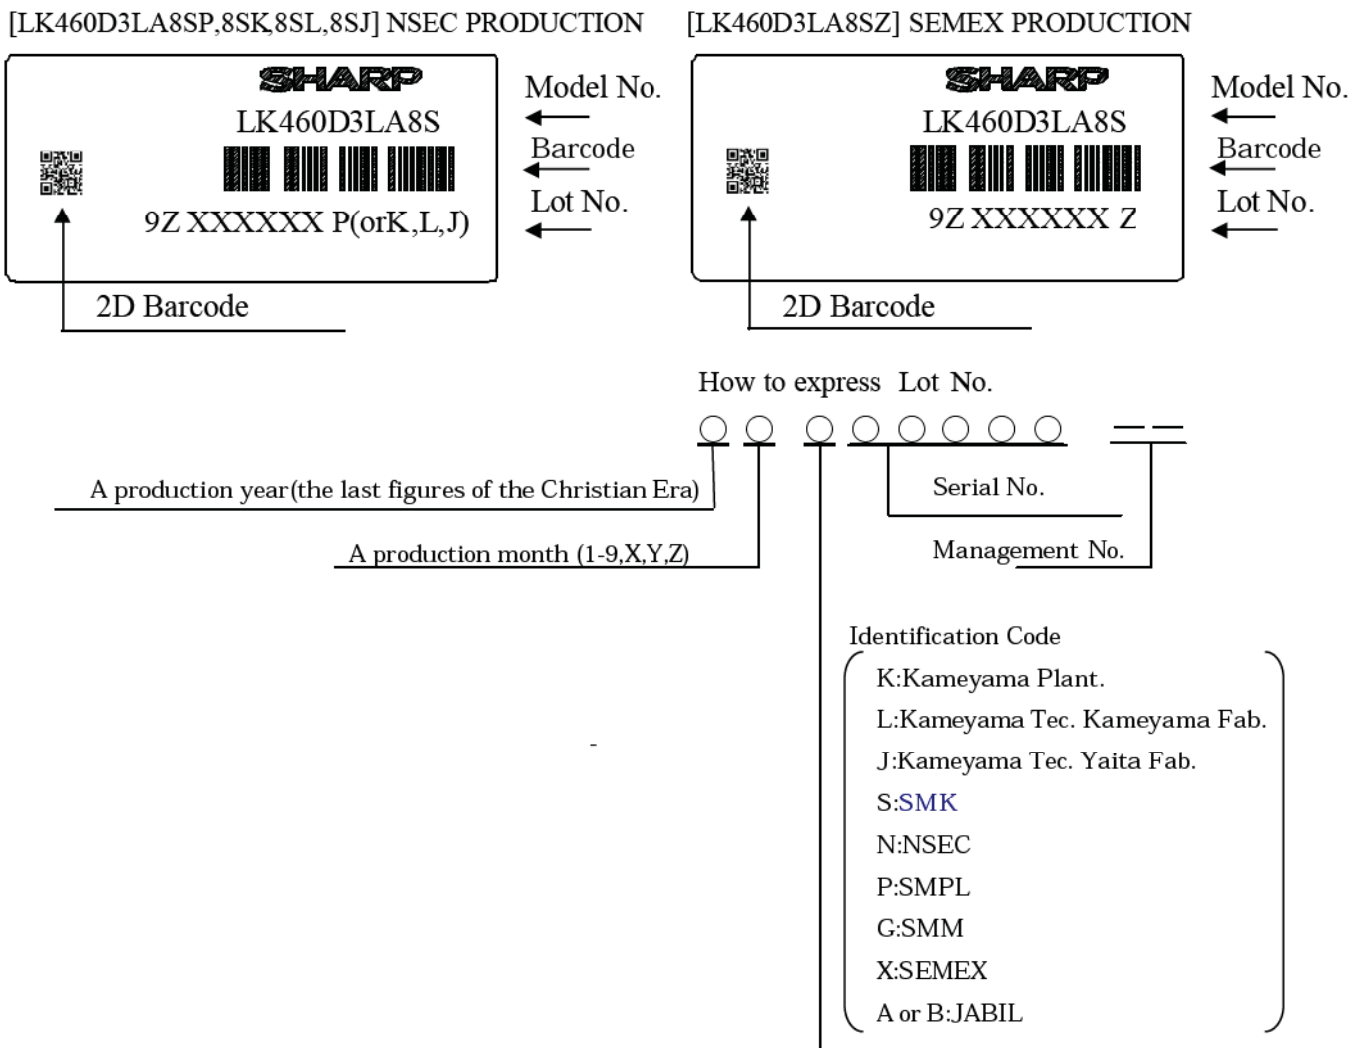 [LK460D3LA8SP,8SK,8SL,8SJ] NSEC PRODUCTION
SHARP
LK460D3LA8S
9Z XXXXXX P(orK,L,J)
Model No.
Barcode
Lot No.
2D Barcode
[LK460D3LA8SZ] SEMEX PRODUCTION
SHARP
LK460D3LA8S
9Z XXXXXX Z
Model No.
Barcode
Lot No.
2D Barcode
How to express Lot No.
A production year(the last figures of the Christian Era)
Serial No.
A production month (1-9,X,Y,Z)
Management No.
Identification Code
K:Kameyama Plant.
L:Kameyama Tec. Kameyama Fab.
J:Kameyama Tec. Yaita Fab.
S:SMK
N:NSEC
P:SMPL
G:SMM
X:SEMEX
A or B:JABIL